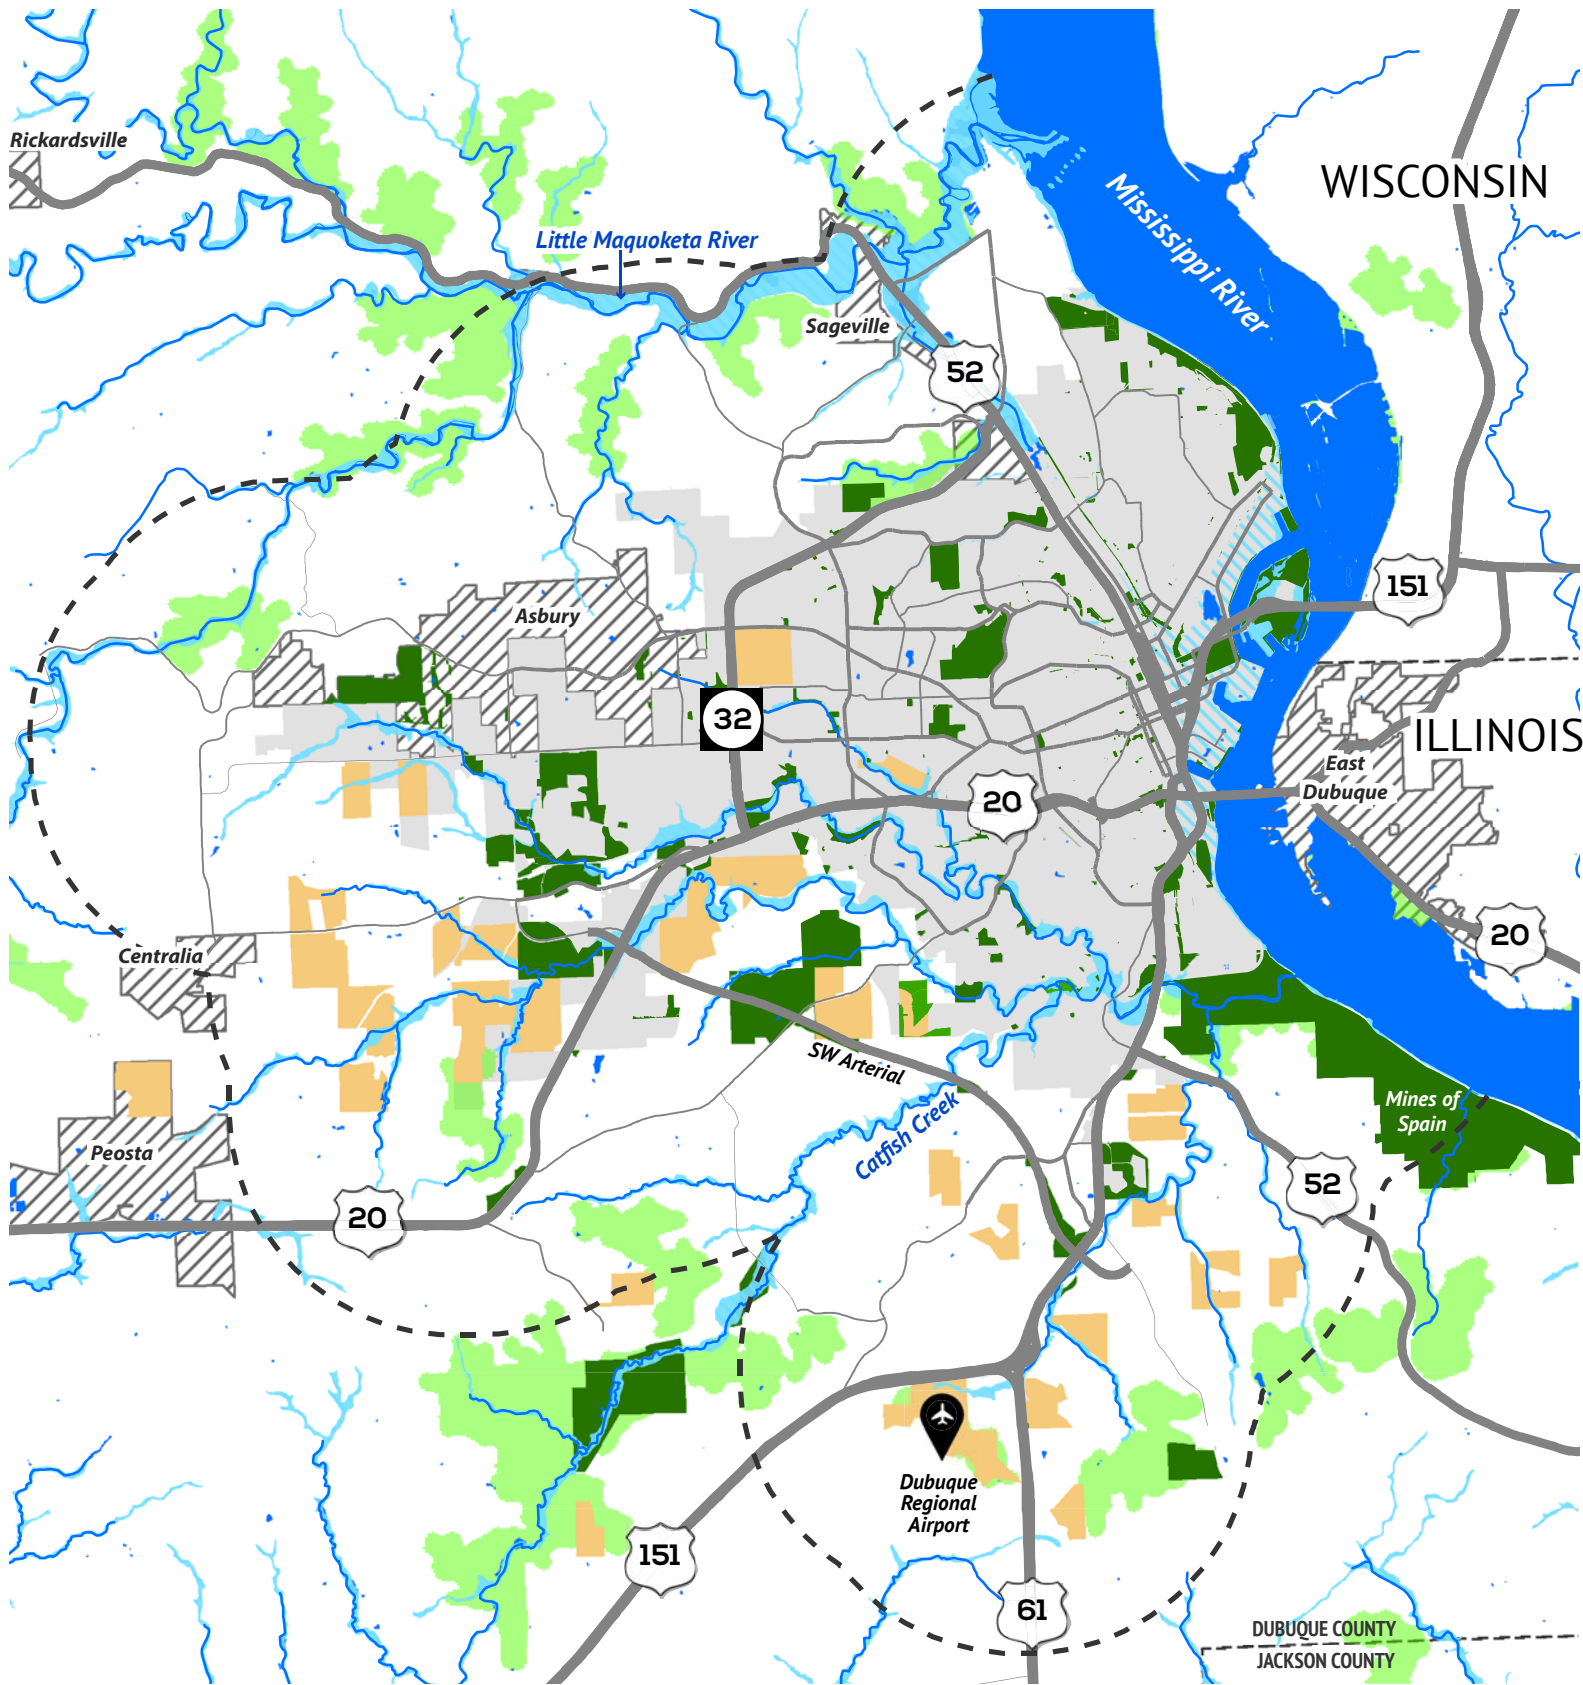 Rickardsville
WISCONSIN
Mississippi River
Little Maquoketa River
Sageville
52
151
Asbury
32
ILLINOIS
East
Dubuque
20
20
Centralia
SW Arterial
Mines of
Spain
Catfish Creek
Peosta
52
20
Dubuque
Regional
Airport
151
61
DUBUQUE COUNTY
JACKSON COUNTY